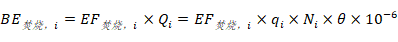 BE焚烧，i = EF焚烧，i × Qi = EF焚烧，i × qi × Ni × θ × 10⁻⁶